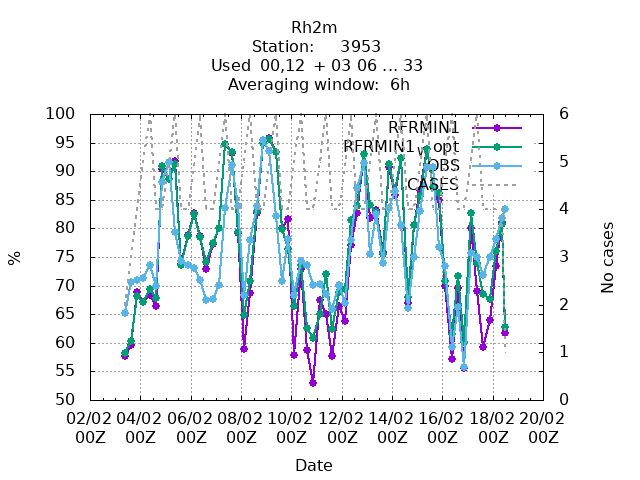 Rh2m
Station: 3953
Used 00,12 + 03 06 ... 33
Averaging window: 6h
100
95
90
85
80
75
70
65
60
55
50
%
6
5
4
3
2
1
0
No cases
RFRMIN1
RFRMIN1_opt
OBS
CASES
02/02 04/02 06/02 08/02 10/02 12/02 14/02 16/02 18/02 20/02
00Z 00Z 00Z 00Z 00Z 00Z 00Z 00Z 00Z 00Z
Date